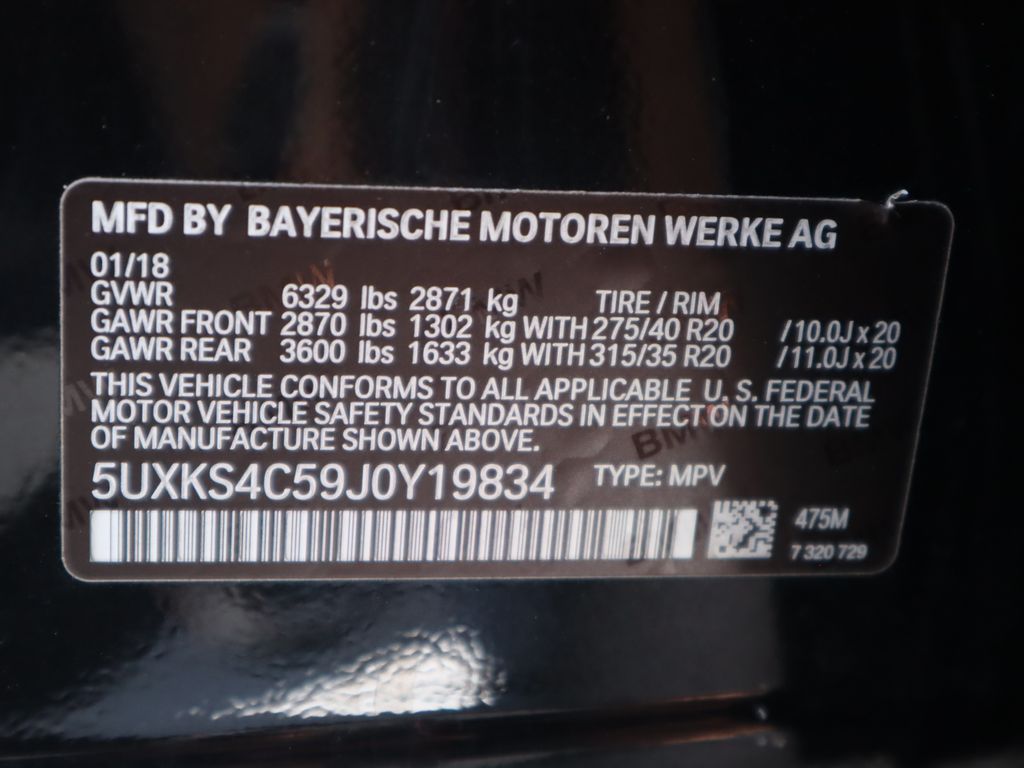 MFD BY BAYERISCHE MOTOREN WERKE AG
01/18
GVWR 6329 lbs 2871 kg TIRE / RIM
GAWR FRONT 2870 lbs 1302 kg WITH 275/40 R20 /10.0J x 20
GAWR REAR 3600 lbs 1633 kg WITH 315/35 R20 /11.0J x 20
THIS VEHICLE CONFORMS TO ALL APPLICABLE U. S. FEDERAL
MOTOR VEHICLE SAFETY STANDARDS IN EFFECT ON THE DATE
OF MANUFACTURE SHOWN ABOVE.
5UXKS4C59J0Y19834 TYPE: MPV
475M
7 320 729